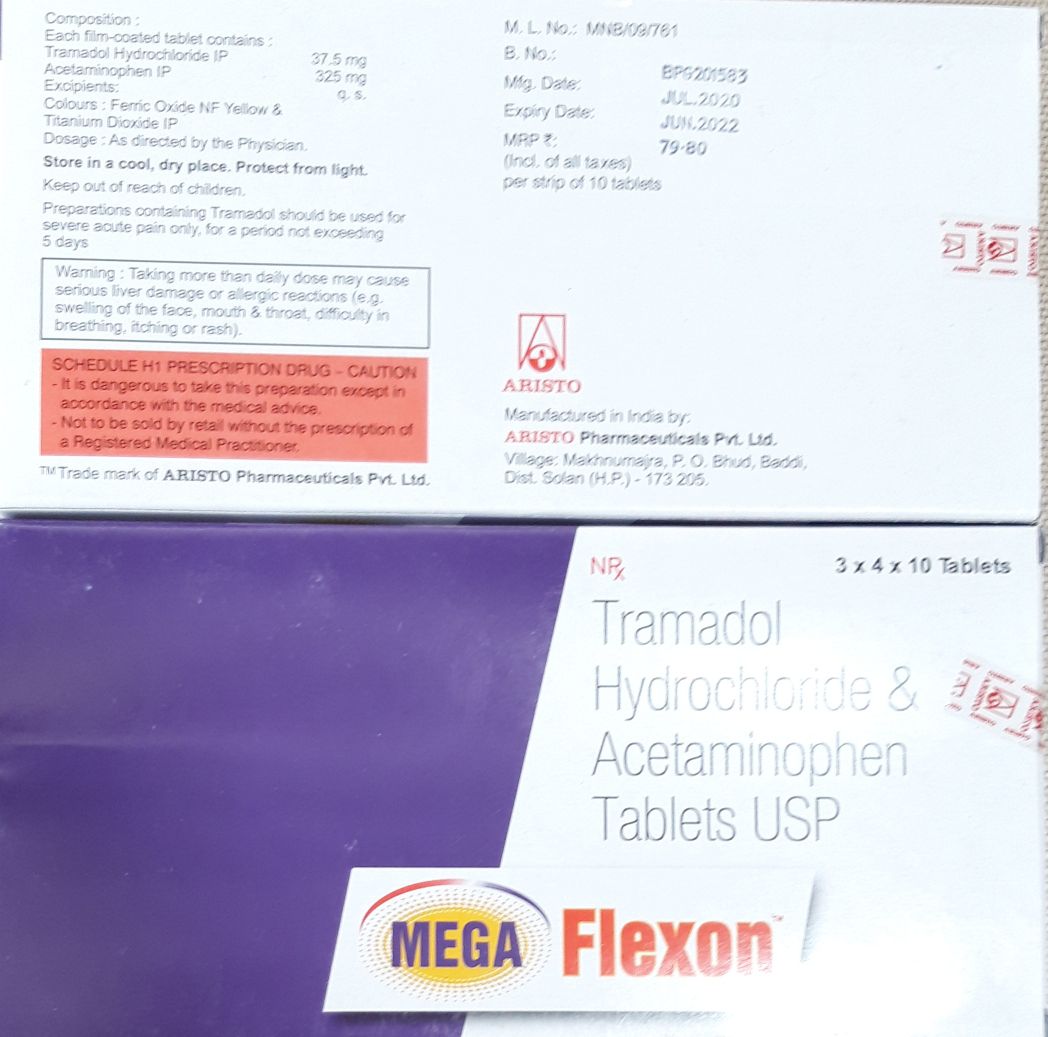 Composition :
Each film-coated tablet contains :
Tramadol Hydrochloride IP 37.5 mg
Acetaminophen IP 325 mg
Excipients: q. s.
Colours : Ferric Oxide NF Yellow &
Titanium Dioxide IP
Dosage : As directed by the Physician.
Store in a cool, dry place. Protect from light.
Keep out of reach of children.
Preparations containing Tramadol should be used for
severe acute pain only, for a period not exceeding
5 days
Warning : Taking more than daily dose may cause
serious liver damage or allergic reactions (e.g.
swelling of the face, mouth & throat, difficulty in
breathing, itching or rash).
SCHEDULE H1 PRESCRIPTION DRUG - CAUTION
- It is dangerous to take this preparation except in
accordance with the medical advice.
- Not to be sold by retail without the prescription of
a Registered Medical Practitioner.
™ Trade mark of ARISTO Pharmaceuticals Pvt. Ltd.
M. L. No.: MNB/09/761
B. No.: BPG201583
Mfg. Date: JUL.2020
Expiry Date: JUN.2022
MRP ₹: 79-80
(Incl. of all taxes)
per strip of 10 tablets
ARISTO
Manufactured in India by:
ARISTO Pharmaceuticals Pvt. Ltd.
Village: Makhnumajra, P. O. Bhud, Baddi,
Dist. Solan (H.P.) - 173 205.
NRx 3 x 4 x 10 Tablets
Tramadol
Hydrochloride &
Acetaminophen
Tablets USP
MEGA Flexon™